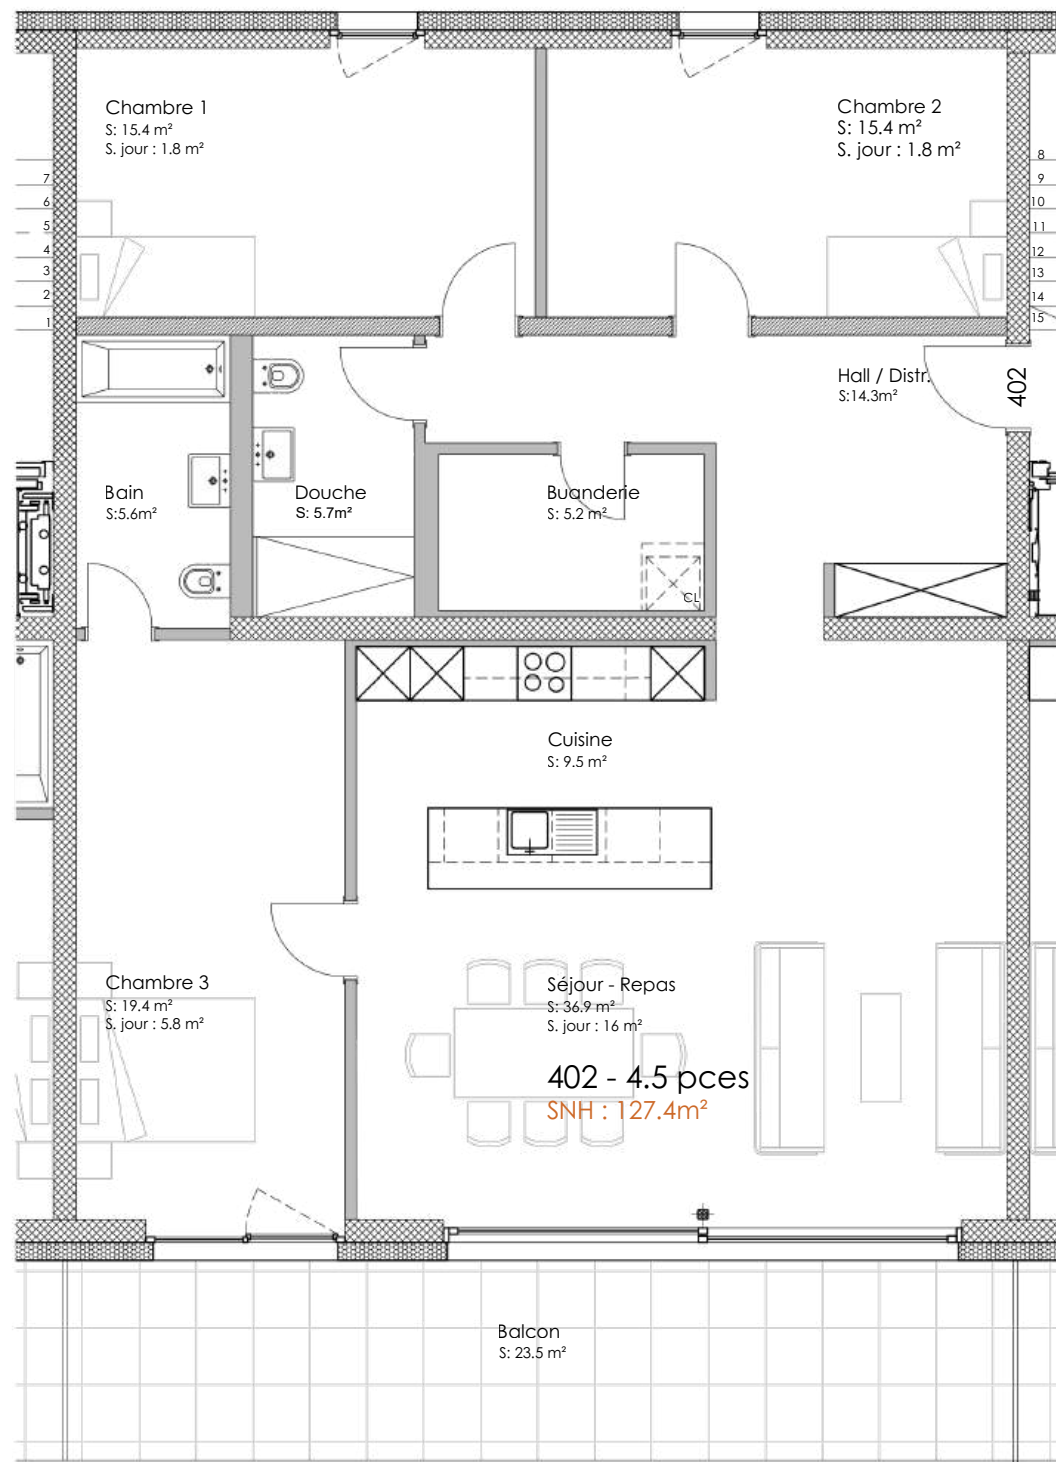 Chambre 1
S: 15.4 m²
S. jour : 1.8 m²
Chambre 2
S: 15.4 m²
S. jour : 1.8 m²
7
6
5
4
3
2
1
8
9
10
11
12
13
14
15
Hall / Distr.
S:14.3m²
402
Bain
S:5.6m²
Douche
S: 5.7m²
Buanderie
S: 5.2 m²
CL
Cuisine
S: 9.5 m²
Chambre 3
S: 19.4 m²
S. jour : 5.8 m²
Séjour - Repas
S: 36.9 m²
S. jour : 16 m²
402 - 4.5 pces
SNH : 127.4m²
Balcon
S: 23.5 m²